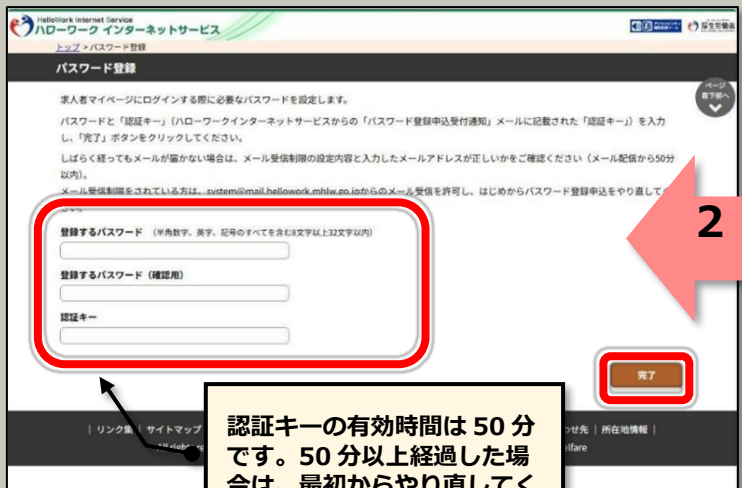 HelloWork Internet Service
ハローワーク インターネットサービス
厚生労働省
トップ > パスワード登録
パスワード登録
ページ
最下部へ
求人者マイページにログインする際に必要なパスワードを設定します。
パスワードと「認証キー」（ハローワークインターネットサービスからの「パスワード登録申込受付通知」メールに記載された「認証キー」）を入力
し、「完了」ボタンをクリックしてください。
しばらく経ってもメールが届かない場合は、メール受信制限の設定内容と入力したメールアドレスが正しいかをご確認ください（メール配信から50分
以内）。
メール受信制限をされている方は、system@mail.hellowork.mhlw.go.jpからのメール受信を許可し、はじめからパスワード登録申込をやり直して
2
登録するパスワード （半角数字、英字、記号のすべてを含む8文字以上32文字以内）
登録するパスワード（確認用）
認証キー
完了
| リンク集 | サイトマップ
わせ先 | 所在地情報 |
All right
elfare
認証キーの有効時間は 50 分
です。50 分以上経過した場
合は、最初からやり直してく